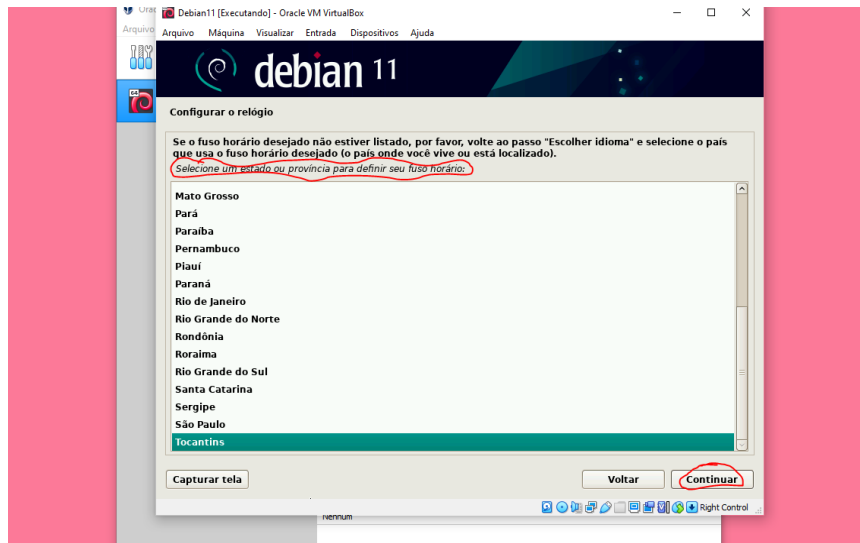 Debian11 [Executando] - Oracle VM VirtualBox
Arquivo
Arquivo Máquina Visualizar Entrada Dispositivos Ajuda
debian 11
64
Configurar o relógio
Se o fuso horário desejado não estiver listado, por favor, volte ao passo "Escolher idioma" e selecione o país
que usa o fuso horário desejado (o país onde você vive ou está localizado).
Selecione um estado ou província para definir seu fuso horário:
Mato Grosso
Pará
Paraíba
Pernambuco
Piauí
Paraná
Rio de Janeiro
Rio Grande do Norte
Rondônia
Roraima
Rio Grande do Sul
Santa Catarina
Sergipe
São Paulo
Tocantins
Capturar tela
Voltar
Continuar
Right Control
Nenhum